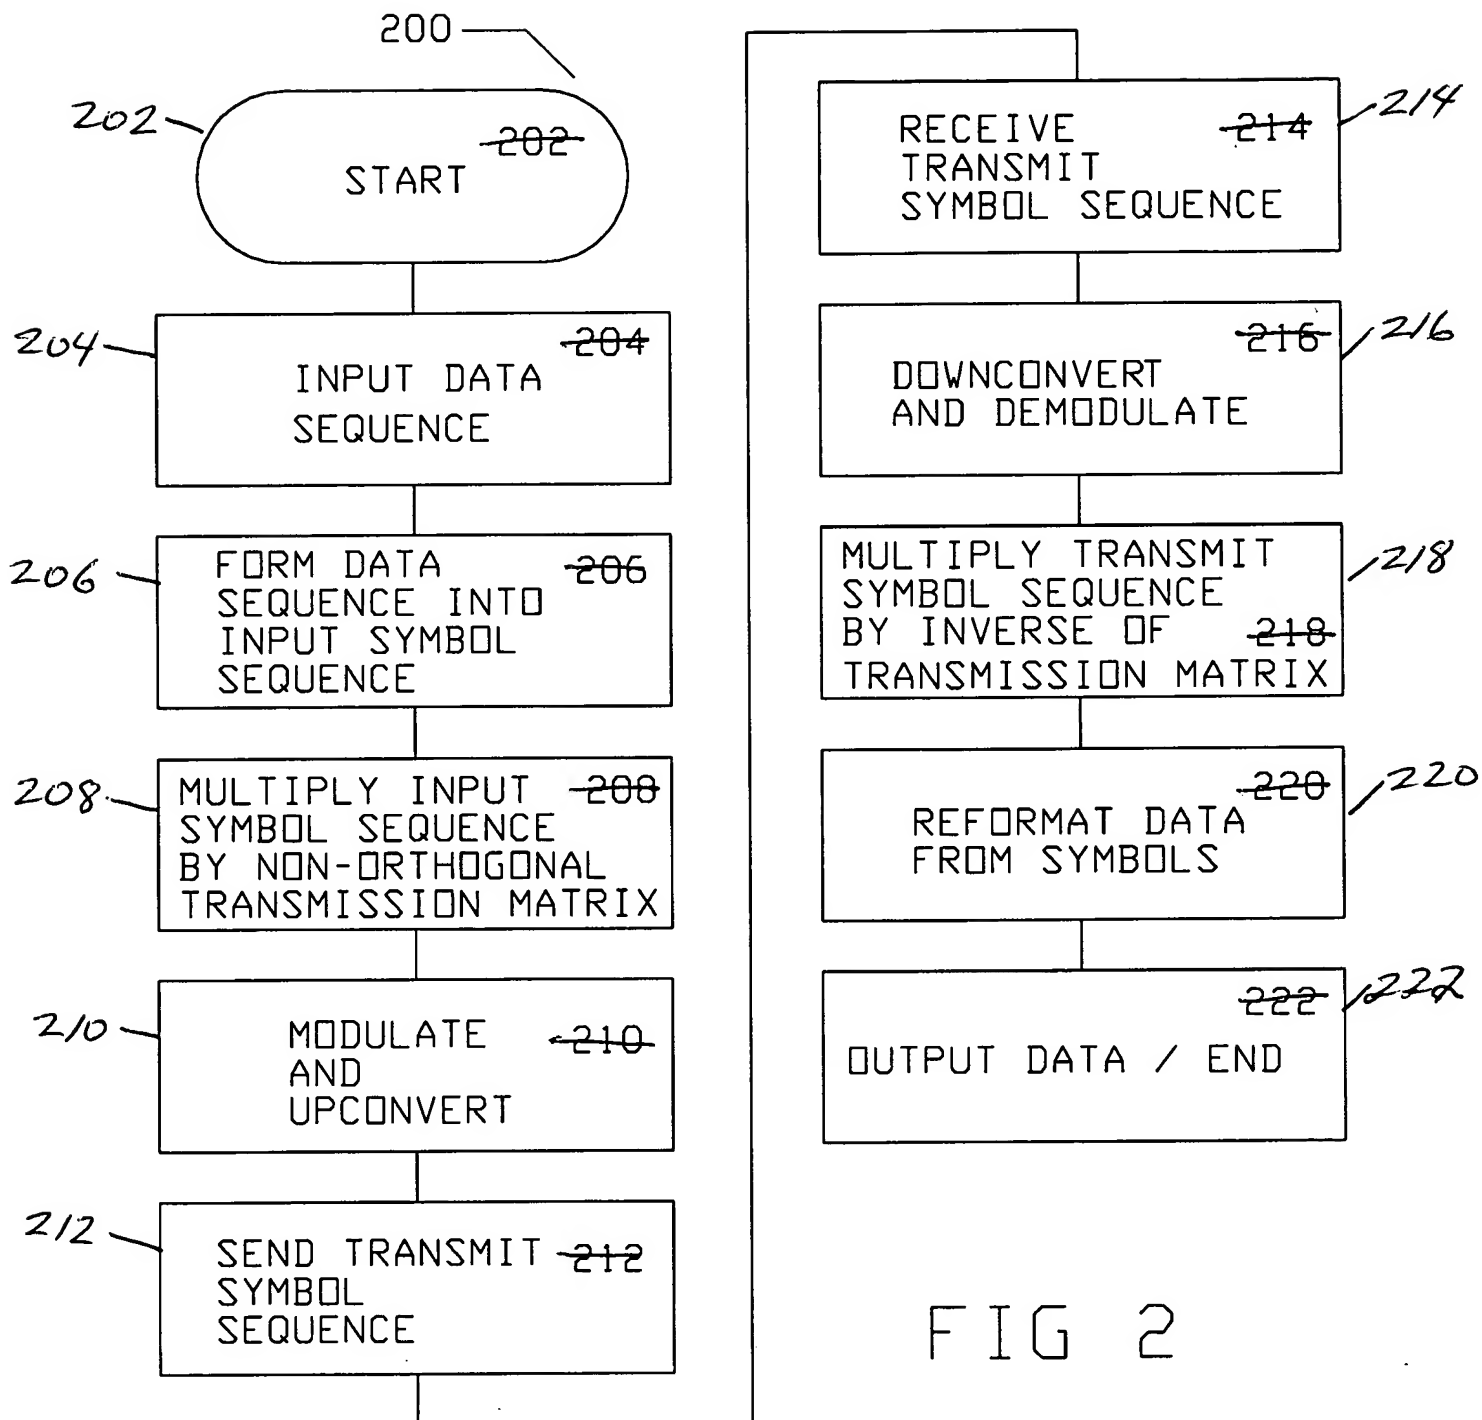 200
202
202
START
204
204
INPUT DATA
SEQUENCE
206
206
FORM DATA
SEQUENCE INTO
INPUT SYMBOL
SEQUENCE
208
208
MULTIPLY INPUT
SYMBOL SEQUENCE
BY NON-ORTHOGONAL
TRANSMISSION MATRIX
210
210
MODULATE
AND
UPCONVERT
212
212
SEND TRANSMIT
SYMBOL
SEQUENCE
214
214
RECEIVE
TRANSMIT
SYMBOL SEQUENCE
216
216
DOWNCONVERT
AND DEMODULATE
218
MULTIPLY TRANSMIT
SYMBOL SEQUENCE
BY INVERSE OF 218
TRANSMISSION MATRIX
220
220
REFORMAT DATA
FROM SYMBOLS
222
222
OUTPUT DATA / END
FIG 2